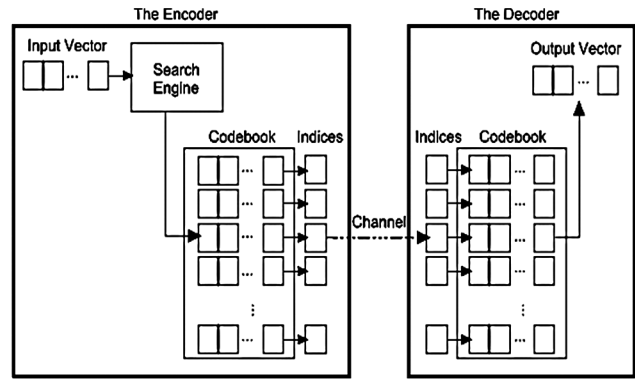 The Encoder
The Decoder
Input Vector
Search
Engine
Output Vector
Codebook
Indices
Indices
Codebook
Channel